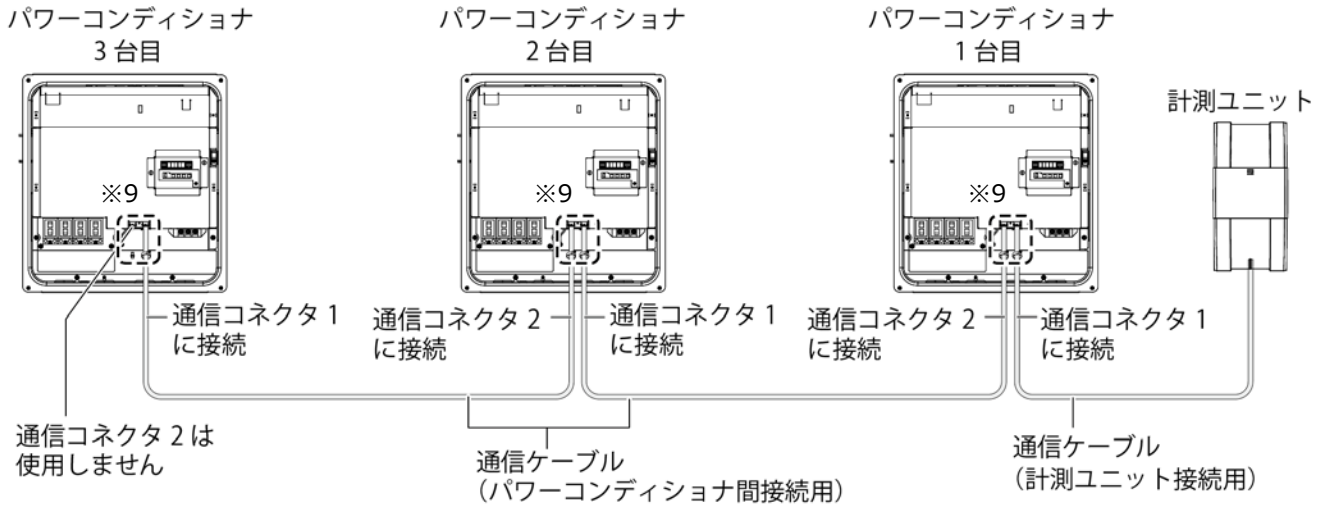 パワーコンディショナ
3 台目
パワーコンディショナ
2 台目
パワーコンディショナ
1 台目
計測ユニット
※9
※9
※9
通信コネクタ 1
に接続
通信コネクタ 2
に接続
通信コネクタ 1
に接続
通信コネクタ 2
に接続
通信コネクタ 1
に接続
通信コネクタ 2 は
使用しません
通信ケーブル
（パワーコンディショナ間接続用）
通信ケーブル
（計測ユニット接続用）